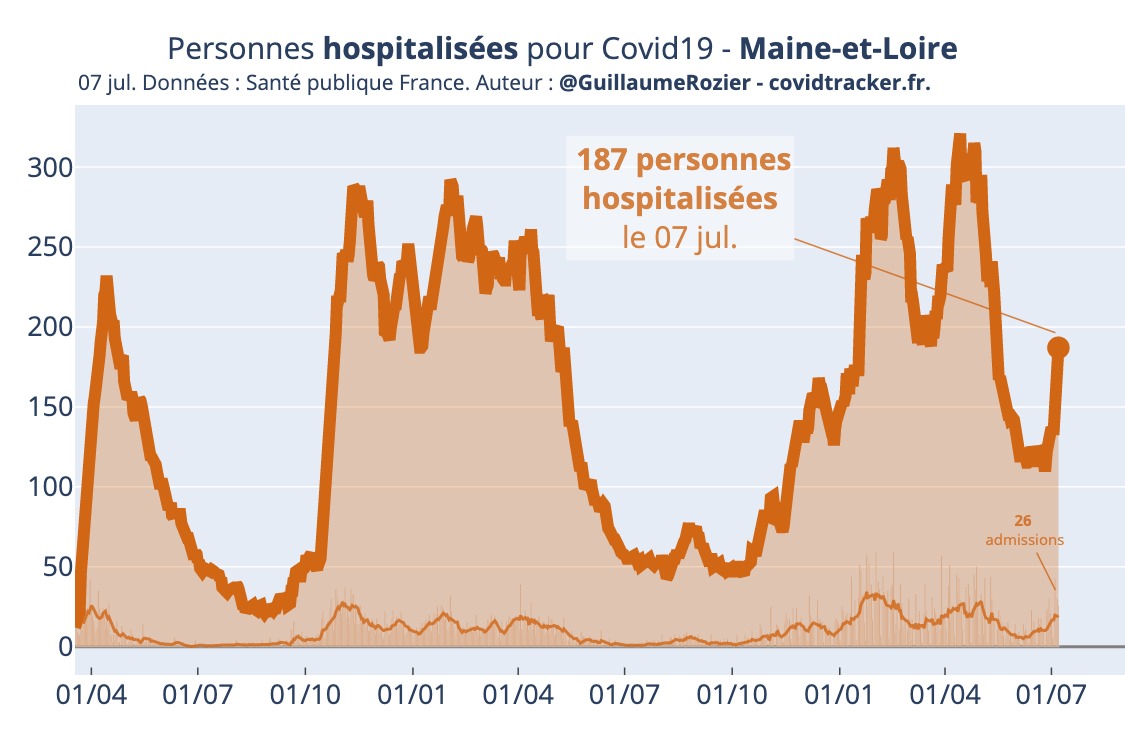 Personnes hospitalisées pour Covid19 - Maine-et-Loire
07 jul. Données : Santé publique France. Auteur : @GuillaumeRozier - covidtracker.fr.
187 personnes
hospitalisées
le 07 jul.
300
250
200
150
100
50
0
26
admissions
01/04 01/07 01/10 01/01 01/04 01/07 01/10 01/01 01/04 01/07